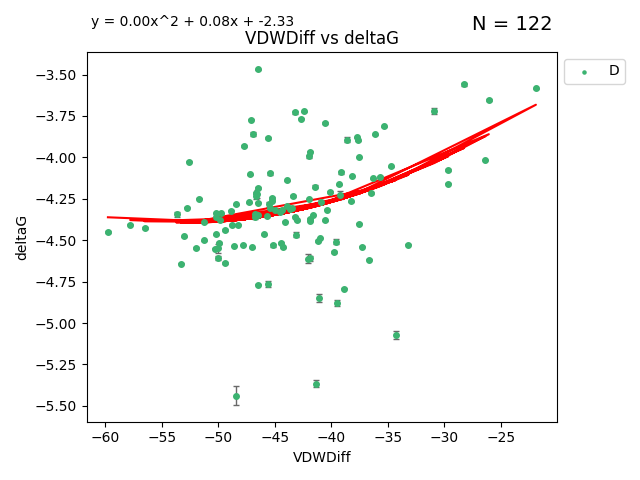 y = 0.00x^2 + 0.08x + -2.33
N = 122
VDWDiff vs deltaG
D
−3.50
−3.75
−4.00
−4.25
−4.50
−4.75
−5.00
−5.25
−5.50
deltaG
−60 −55 −50 −45 −40 −35 −30 −25
VDWDiff